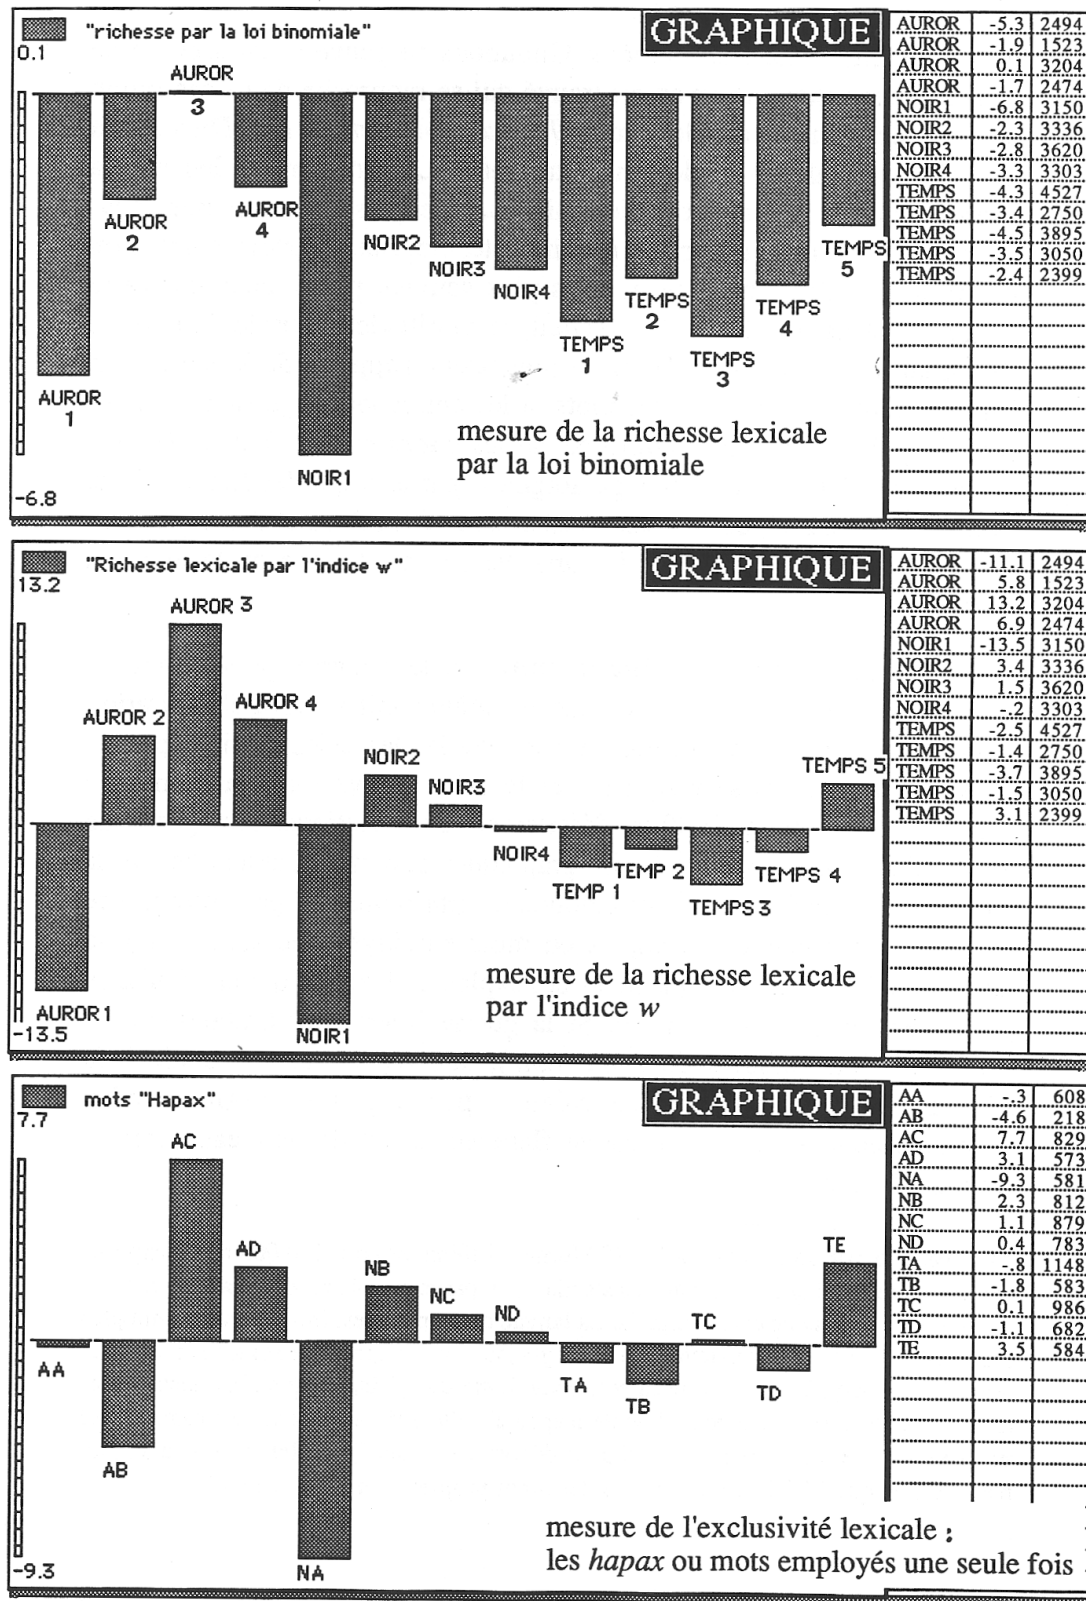 "richesse par la loi binomiale"
GRAPHIQUE
0.1
AUROR
3
AUROR
2
AUROR
4
NOIR2
NOIR3
NOIR4
TEMPS
5
TEMPS
2
TEMPS
4
TEMPS
1
TEMPS
3
AUROR
1
NOIR1
-6.8
mesure de la richesse lexicale
par la loi binomiale
AUROR -5.3 2494
AUROR -1.9 1523
AUROR 0.1 3204
AUROR -1.7 2474
NOIR1 -6.8 3150
NOIR2 -2.3 3336
NOIR3 -2.8 3620
NOIR4 -3.3 3303
TEMPS -4.3 4527
TEMPS -3.4 2750
TEMPS -4.5 3895
TEMPS -3.5 3050
TEMPS -2.4 2399
"Richesse lexicale par l'indice w"
GRAPHIQUE
13.2
AUROR 3
AUROR 2
AUROR 4
NOIR2
NOIR3
TEMPS 5
NOIR4
TEMP 1
TEMP 2
TEMPS 3
TEMPS 4
AUROR1
NOIR1
-13.5
mesure de la richesse lexicale
par l'indice w
AUROR -11.1 2494
AUROR 5.8 1523
AUROR 13.2 3204
AUROR 6.9 2474
NOIR1 -13.5 3150
NOIR2 3.4 3336
NOIR3 1.5 3620
NOIR4 -.2 3303
TEMPS -2.5 4527
TEMPS -1.4 2750
TEMPS -3.7 3895
TEMPS -1.5 3050
TEMPS 3.1 2399
mots "Hapax"
GRAPHIQUE
7.7
AC
AD
NB
NC
ND
TC
TE
AA
AB
TA
TB
TD
NA
-9.3
AA -.3 608
AB -4.6 218
AC 7.7 829
AD 3.1 573
NA -9.3 581
NB 2.3 812
NC 1.1 879
ND 0.4 783
TA -.8 1148
TB -1.8 583
TC 0.1 986
TD -1.1 682
TE 3.5 584
mesure de l'exclusivité lexicale :
les hapax ou mots employés une seule fois